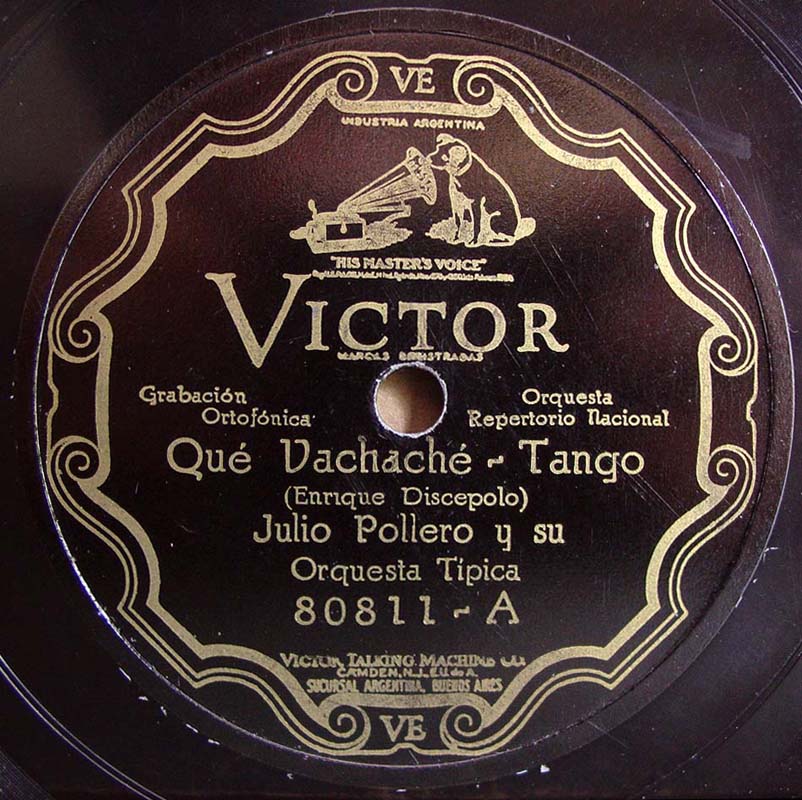 VE
INDUSTRIA ARGENTINA
"HIS MASTER'S VOICE"
VICTOR
MARCAS REGISTRADAS
Grabación Ortofónica
Orquesta Repertorio Nacional
Qué Vachaché - Tango
(Enrique Discepolo)
Julio Pollero y su
Orquesta Típica
80811-A
VICTOR TALKING MACHINE CO.
CAMDEN, N.J., E.U. de A.
SUCURSAL ARGENTINA, BUENOS AIRES
VE